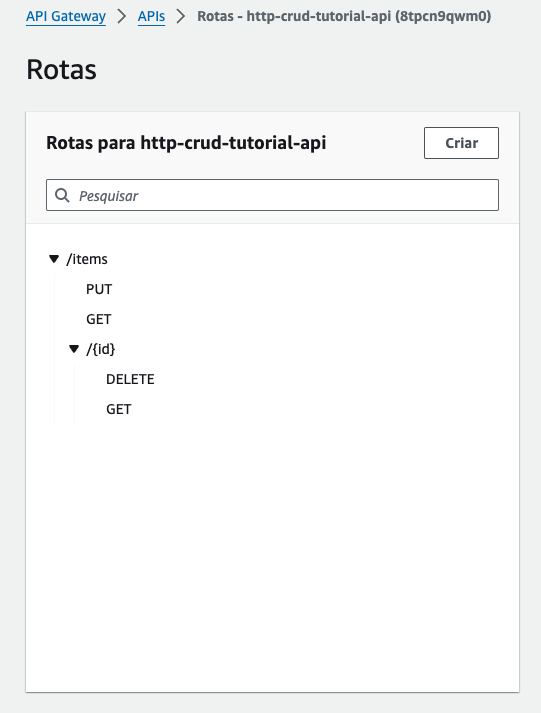 API Gateway > APIs > Rotas - http-crud-tutorial-api (8tpcn9qwm0)
Rotas
Rotas para http-crud-tutorial-api
Criar
Pesquisar
/items
PUT
GET
/{id}
DELETE
GET